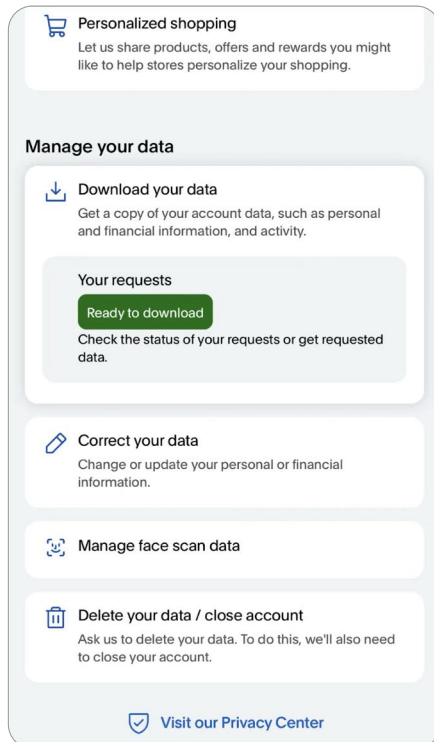 Personalized shopping
Let us share products, offers and rewards you might
like to help stores personalize your shopping.
Manage your data
Download your data
Get a copy of your account data, such as personal
and financial information, and activity.
Your requests
Ready to download
Check the status of your requests or get requested
data.
Correct your data
Change or update your personal or financial
information.
Manage face scan data
Delete your data / close account
Ask us to delete your data. To do this, we'll also need
to close your account.
Visit our Privacy Center